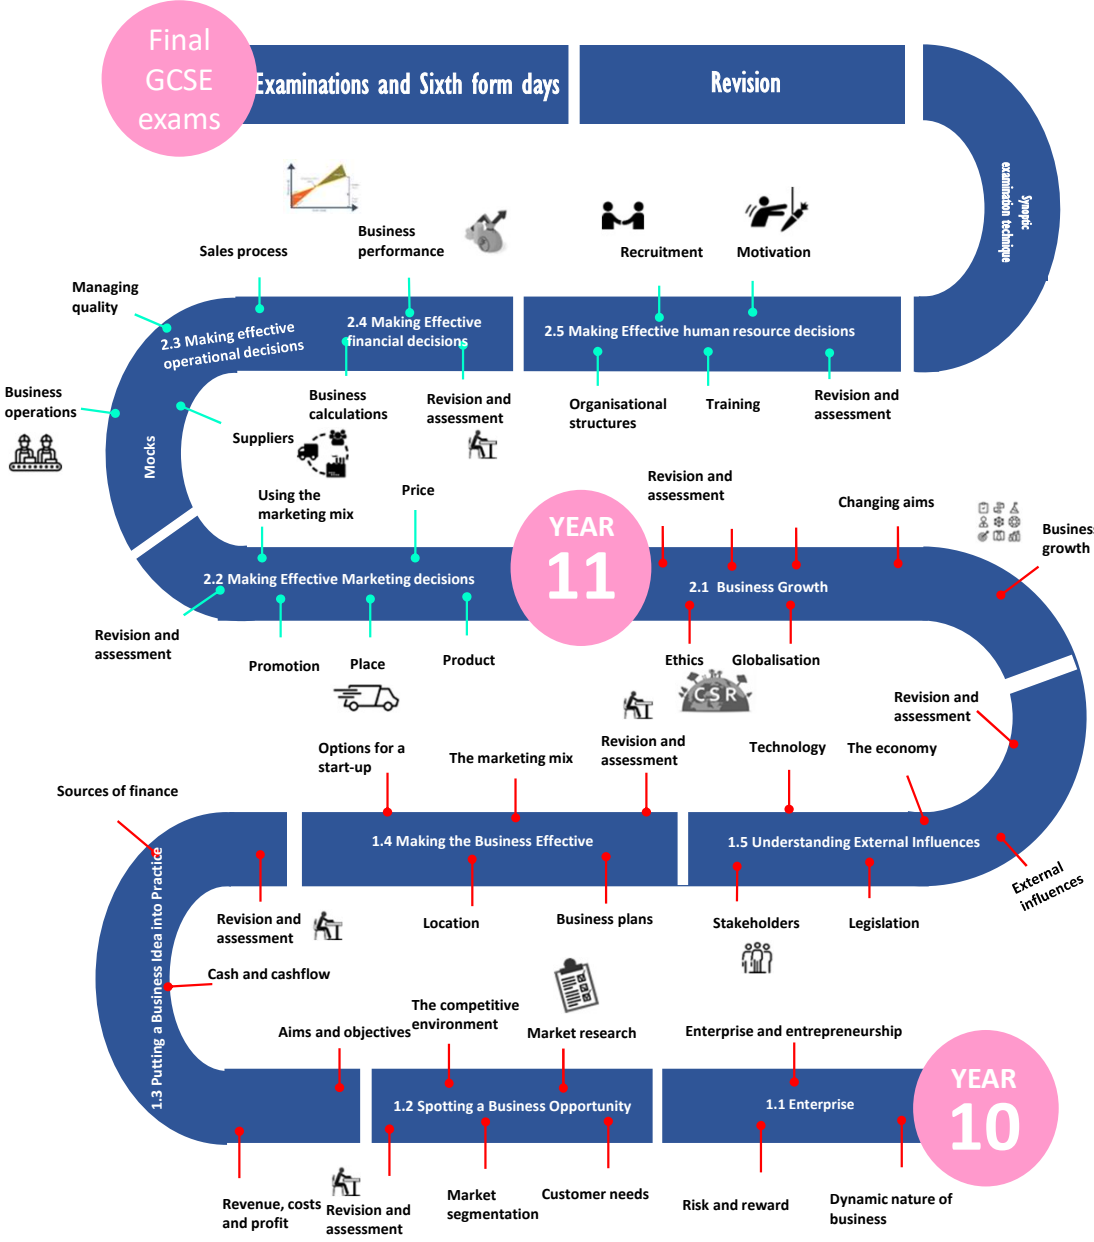 Final
GCSE
exams
Examinations and Sixth form days
Revision
Synoptic
examination technique
Sales process
Business
performance
Recruitment
Motivation
Managing
quality
2.3 Making effective
operational decisions
2.4 Making Effective
financial decisions
2.5 Making Effective human resource decisions
Business
operations
Suppliers
Mocks
Business
calculations
Revision and
assessment
Organisational
structures
Training
Revision and
assessment
Using the
marketing mix
Price
YEAR
11
Revision and
assessment
Changing aims
Business
growth
2.2 Making Effective Marketing decisions
2.1 Business Growth
Revision and
assessment
Promotion
Place
Product
Ethics
Globalisation
CSR
Revision and
assessment
Options for a
start-up
The marketing mix
Revision and
assessment
Technology
The economy
Sources of finance
1.4 Making the Business Effective
1.5 Understanding External Influences
External
influences
1.3 Putting a Business Idea into Practice
Revision and
assessment
Location
Business plans
Stakeholders
Legislation
Cash and cashflow
Aims and objectives
The competitive
environment
Market research
Enterprise and entrepreneurship
YEAR
10
1.2 Spotting a Business Opportunity
1.1 Enterprise
Revenue, costs
and profit
Revision and
assessment
Market
segmentation
Customer needs
Risk and reward
Dynamic nature of
business